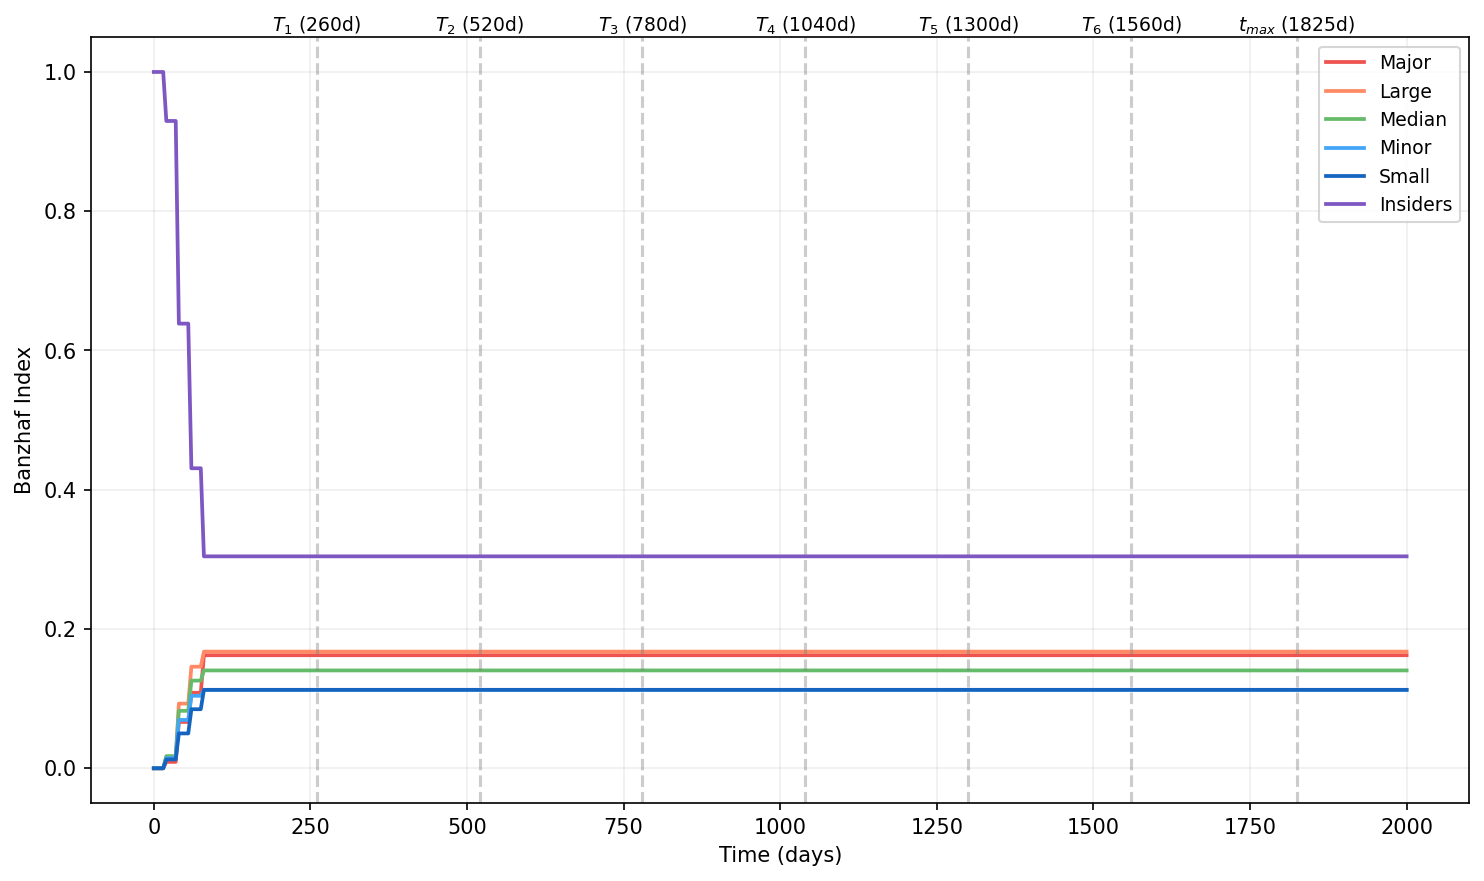 T₁ (260d) T₂ (520d) T₃ (780d) T₄ (1040d) T₅ (1300d) T₆ (1560d) tₘₐₓ (1825d)
Major
Large
Median
Minor
Small
Insiders
1.0
0.8
0.6
0.4
0.2
0.0
Banzhaf Index
0 250 500 750 1000 1250 1500 1750 2000
Time (days)